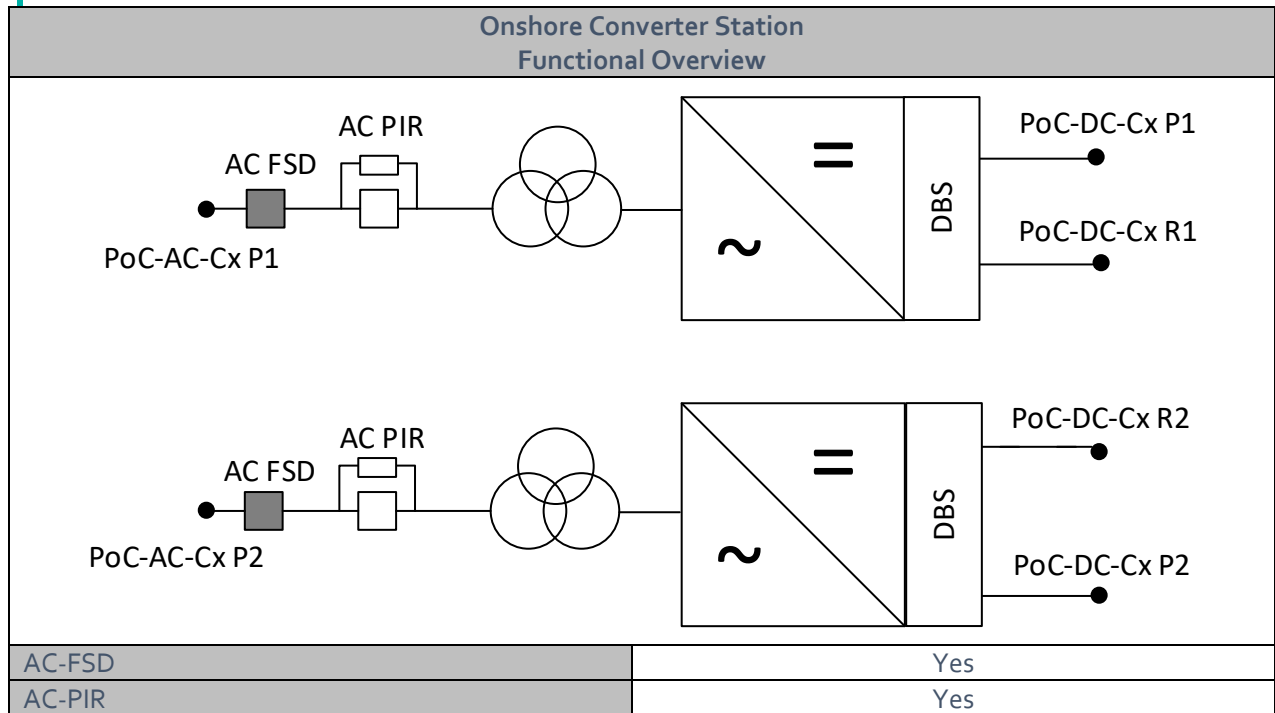 Onshore Converter Station
Functional Overview
AC PIR
AC FSD
PoC-AC-Cx P1
=
~
DBS
PoC-DC-Cx P1
PoC-DC-Cx R1
AC PIR
AC FSD
PoC-AC-Cx P2
=
~
DBS
PoC-DC-Cx R2
PoC-DC-Cx P2
AC-FSD Yes
AC-PIR Yes